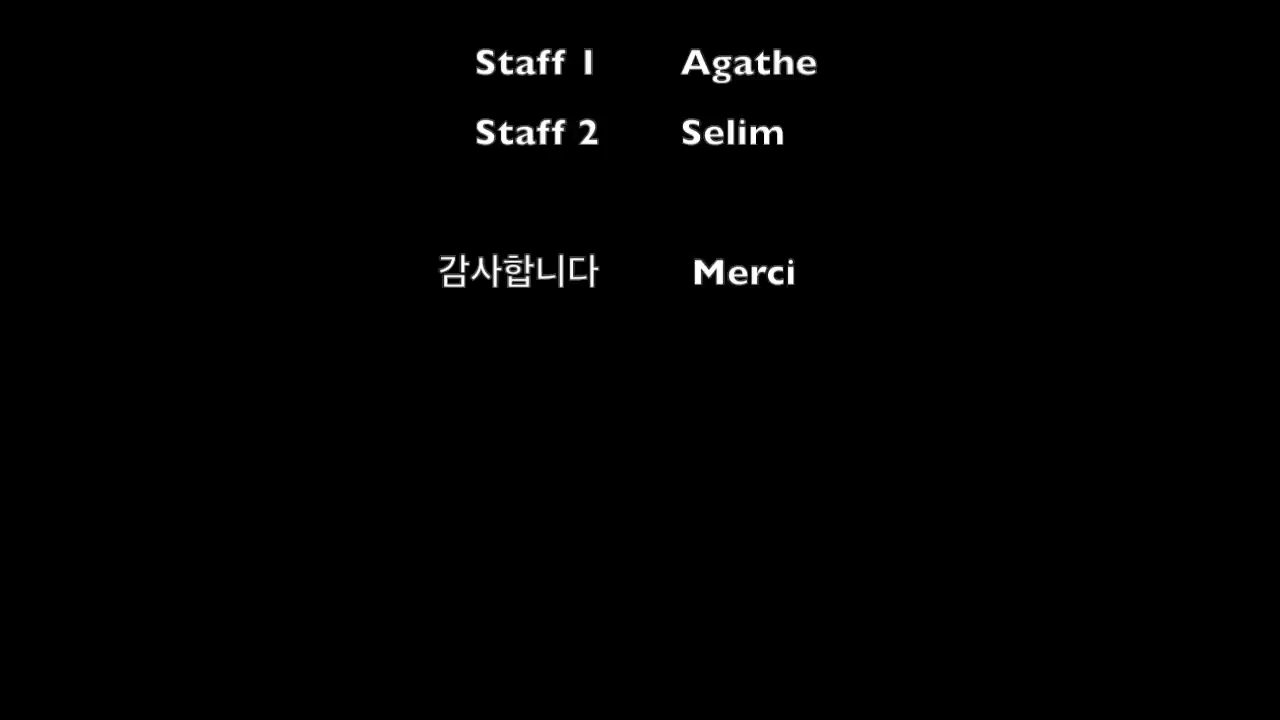 Staff 1 Agathe
Staff 2 Selim
감사합니다 Merci